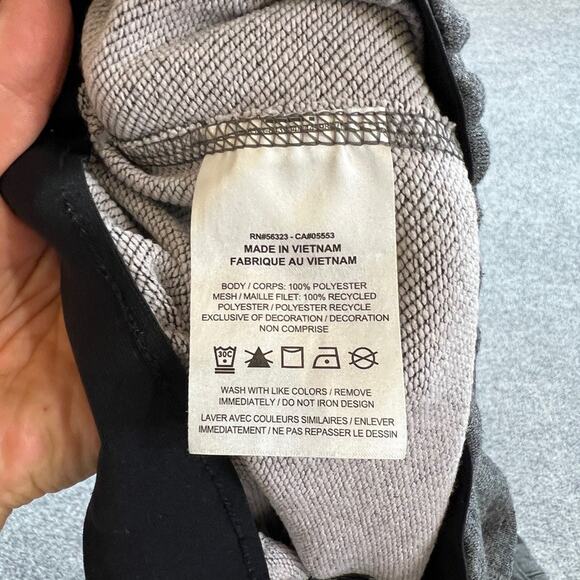 RN#56323 - CA#05553
MADE IN VIETNAM
FABRIQUE AU VIETNAM
BODY / CORPS: 100% POLYESTER
MESH / MAILLE FILET: 100% RECYCLED
POLYESTER / POLYESTER RECYCLE
EXCLUSIVE OF DECORATION / DECORATION
NON COMPRISE
30C
WASH WITH LIKE COLORS / REMOVE
IMMEDIATELY / DO NOT IRON DESIGN
LAVER AVEC COULEURS SIMILAIRES / ENLEVER
IMMEDIATEMENT / NE PAS REPASSER LE DESSIN